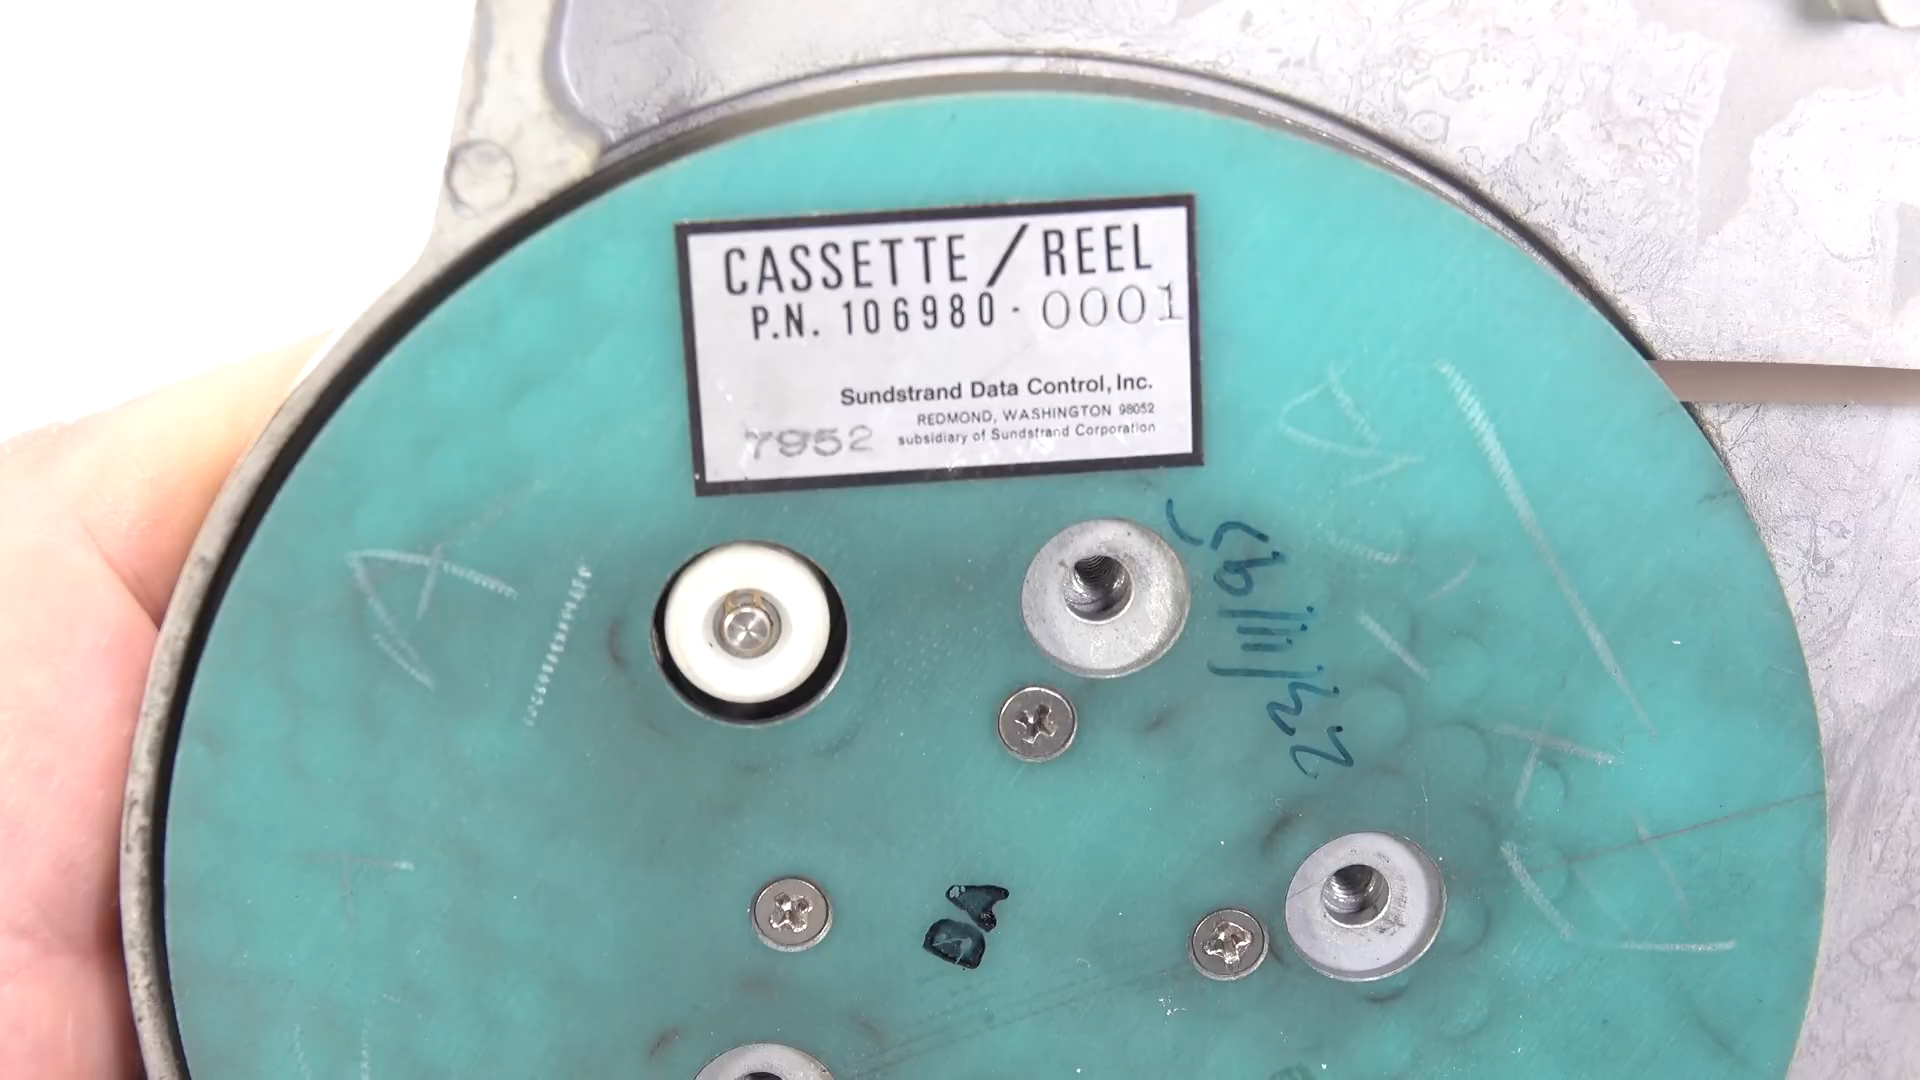 CASSETTE / REEL
P.N. 106980 - 0001
Sundstrand Data Control, Inc.
REDMOND, WASHINGTON 98052
7952 subsidiary of Sundstrand Corporation